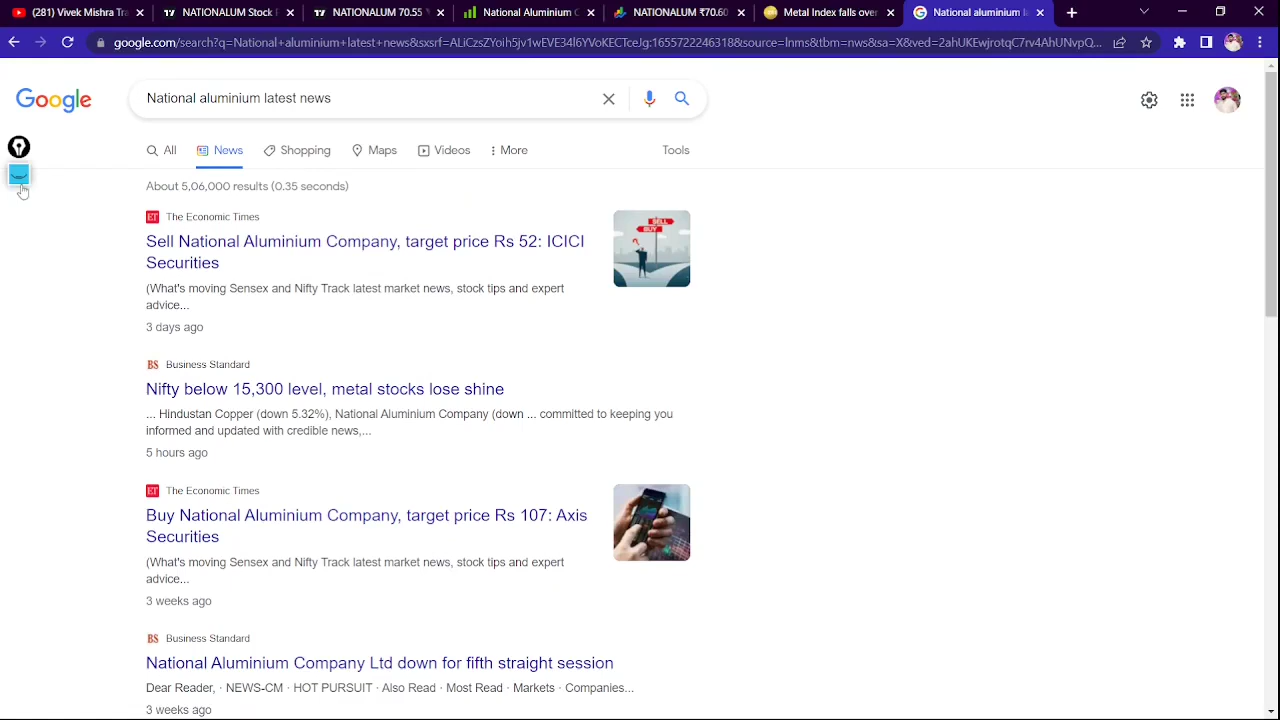 (281) Vivek Mishra Tra
NATIONALUM Stock P
NATIONALUM 70.55
National Aluminium C
NATIONALUM ₹70.60
Metal Index falls over
National aluminium la
google.com/search?q=National+aluminium+latest+news&sxsrf=ALiCzsZYoih5jv1wEVE34l6YVoKECTceJg:1655722246318&source=lnms&tbm=nws&sa=X&ved=2ahUKEwjrotqC7rv4AhUNvpQ...
Google
National aluminium latest news
All
News
Shopping
Maps
Videos
More
Tools
About 5,06,000 results (0.35 seconds)
ET The Economic Times
Sell National Aluminium Company, target price Rs 52: ICICI
Securities
(What's moving Sensex and Nifty Track latest market news, stock tips and expert
advice...
3 days ago
SELL
BUY
BS Business Standard
Nifty below 15,300 level, metal stocks lose shine
... Hindustan Copper (down 5.32%), National Aluminium Company (down ... committed to keeping you
informed and updated with credible news,...
5 hours ago
ET The Economic Times
Buy National Aluminium Company, target price Rs 107: Axis
Securities
(What's moving Sensex and Nifty Track latest market news, stock tips and expert
advice...
3 weeks ago
BS Business Standard
National Aluminium Company Ltd down for fifth straight session
Dear Reader, · NEWS-CM · HOT PURSUIT · Also Read · Most Read · Markets · Companies...
3 weeks ago